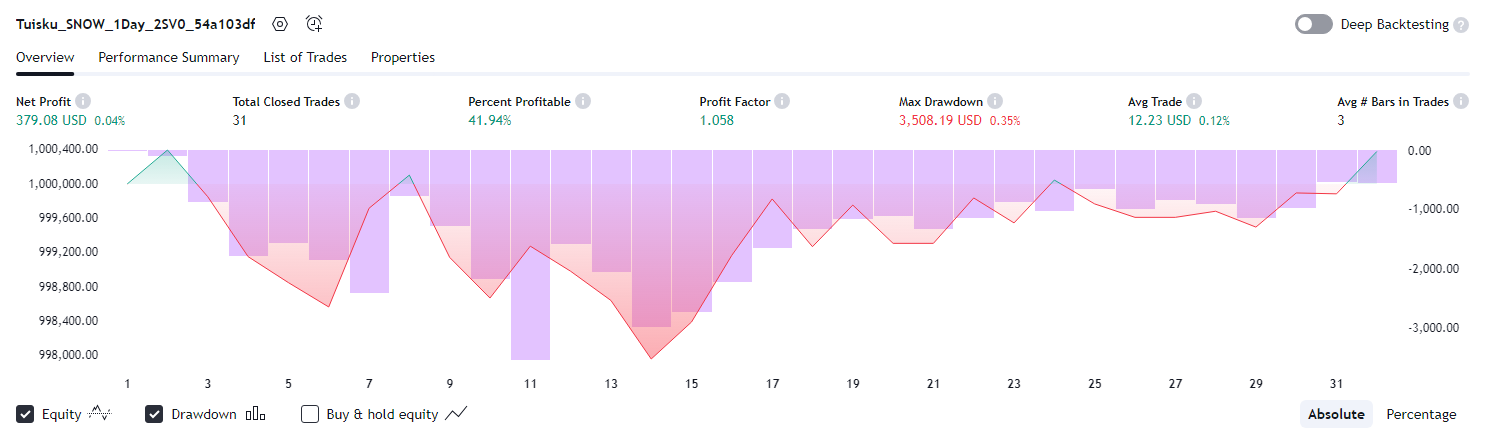 Tuisku_SNOW_1Day_2SV0_54a103df
Deep Backtesting ?
Overview Performance Summary List of Trades Properties
Net Profit i Total Closed Trades i Percent Profitable i Profit Factor i Max Drawdown i Avg Trade i Avg # Bars in Trades i
379.08 USD 0.04% 31 41.94% 1.058 3,508.19 USD 0.35% 12.23 USD 0.12% 3
1,000,400.00 0.00
1,000,000.00
999,600.00 -1,000.00
999,200.00
998,800.00 -2,000.00
998,400.00 -3,000.00
998,000.00
1 3 5 7 9 11 13 15 17 19 21 23 25 27 29 31
Equity Drawdown Buy & hold equity Absolute Percentage